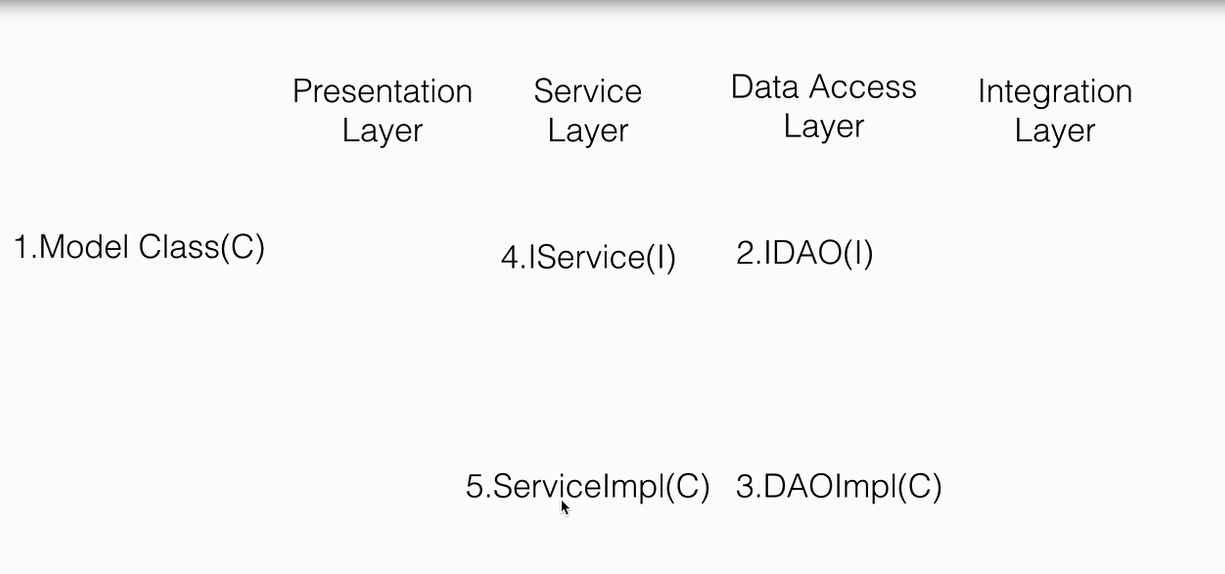 Presentation
Layer
Service
Layer
Data Access
Layer
Integration
Layer
1.Model Class(C)
4.IService(I)
2.IDAO(I)
5.ServiceImpl(C)
3.DAOImpl(C)